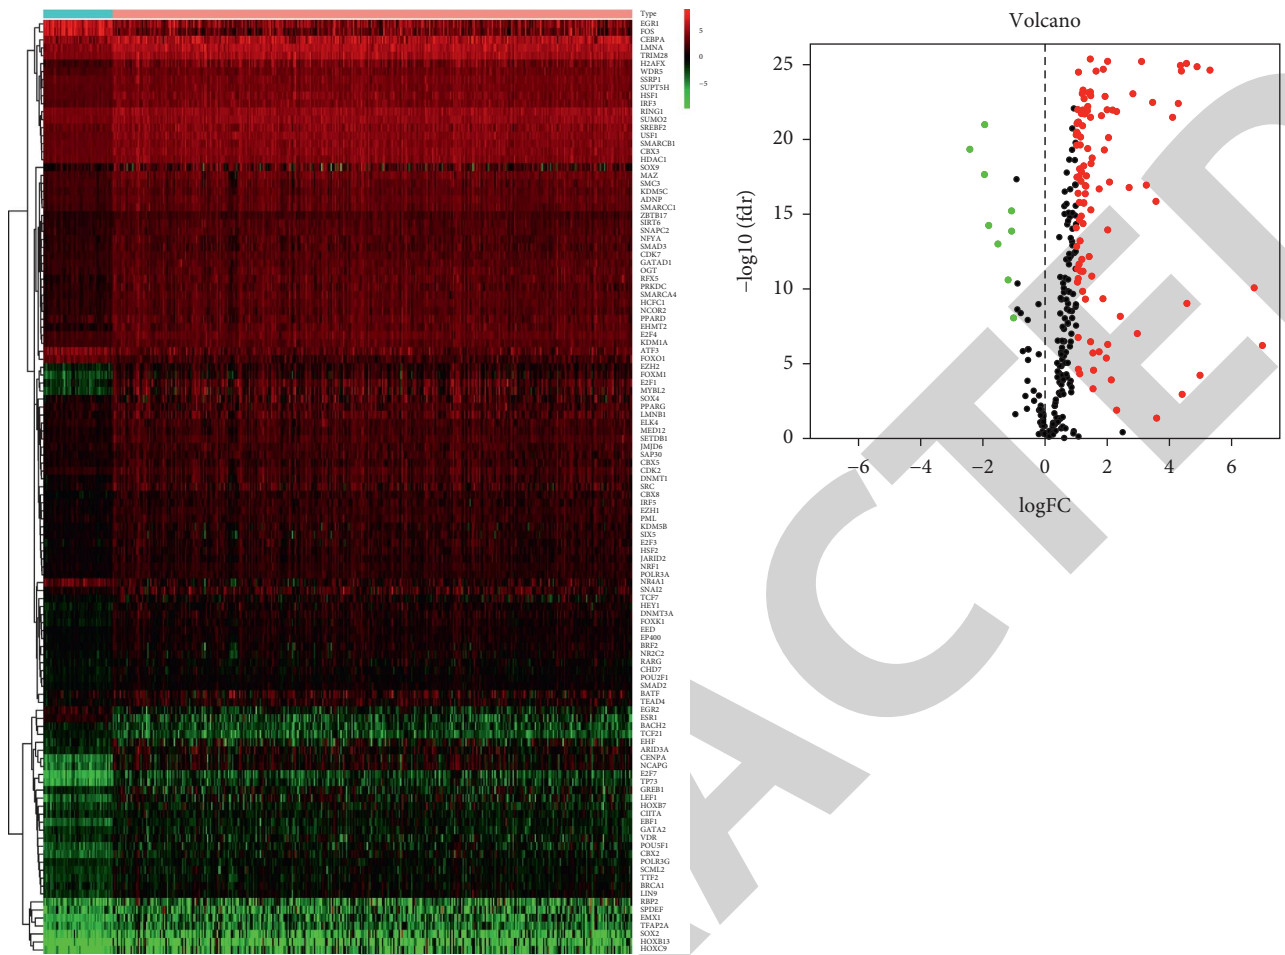 Type
EGR1
FOS
CEBPA
LMNA
TRIM28
H2AFX
WDR5
SSRP1
SUPT5H
HSF1
IRF3
RING1
SUMO2
SREBF2
USF1
SMARCB1
CBX3
HDAC1
SOX9
MAZ
SMC3
KDM5C
ADNP
SMARCC1
ZBTB17
SIRT6
SNAPC2
NFYA
SMAD3
CDK7
GATAD1
OGT
RFX5
PRKDC
SMARCA4
HCFC1
NCOR2
PPARD
EHMT2
E2F4
KDM1A
ATF3
FOXO1
EZH2
FOXM1
E2F1
MYBL2
SOX4
PPARG
LMNB1
ELK4
MED12
SETDB1
JMJD6
SAP30
CBX5
CDK2
DNMT1
SRC
CBX8
IRF5
EZH1
PML
KDM5B
SIX5
E2F3
HSF2
JARID2
NRF1
POLR3A
NR4A1
SNAI2
TCF7
HEY1
DNMT3A
FOXK1
EED
EP400
BRF2
NR2C2
RARG
CHD7
POU2F1
SMAD2
BATF
TEAD4
EGR2
ESR1
BACH2
TCF21
EHF
ARID3A
CENPA
NCAPG
E2F7
TP73
GREB1
LEF1
HOXB7
CIITA
EBF1
GATA2
VDR
POU5F1
CBX2
POLR3G
SCML2
TTF2
BRCA1
LIN9
RBP2
SPDEF
EMX1
TFAP2A
SOX2
HOXB13
HOXC9
5
0
−5
Volcano
25
20
15
10
5
0
−log10 (fdr)
−6 −4 −2 0 2 4 6
logFC